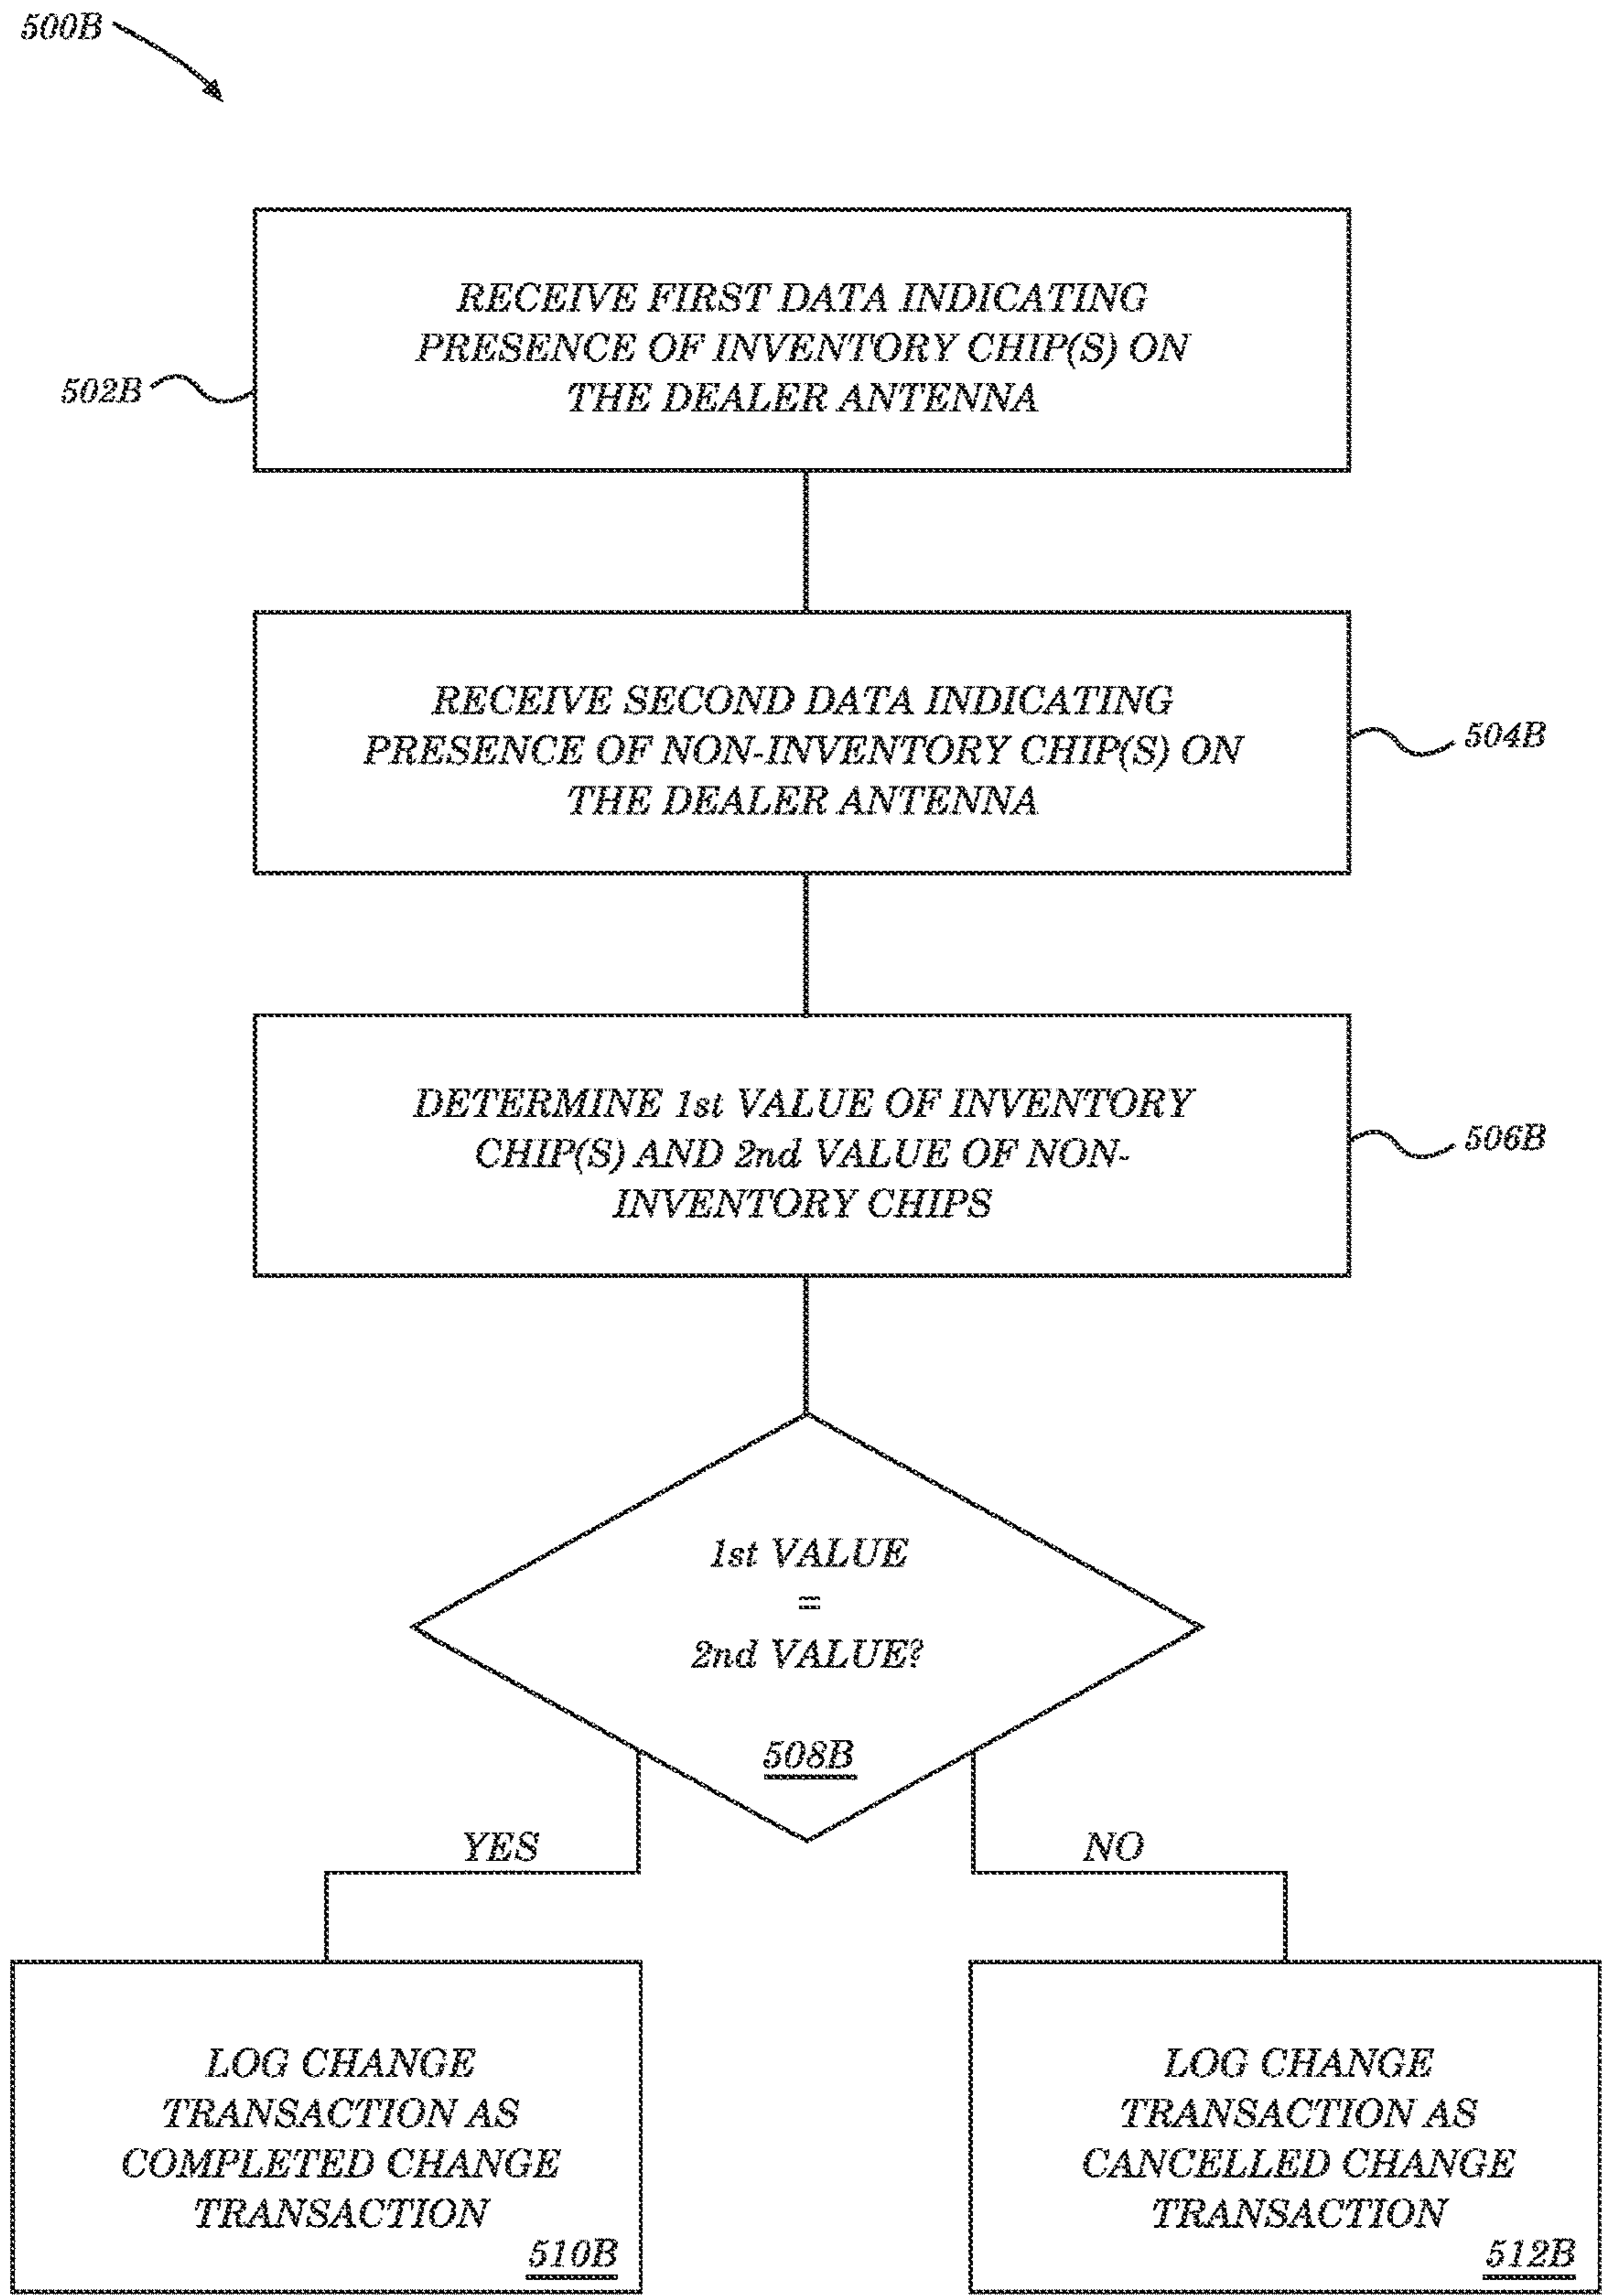 500B
RECEIVE FIRST DATA INDICATING
PRESENCE OF INVENTORY CHIP(S) ON
THE DEALER ANTENNA
502B
RECEIVE SECOND DATA INDICATING
PRESENCE OF NON-INVENTORY CHIP(S) ON
THE DEALER ANTENNA
504B
DETERMINE 1st VALUE OF INVENTORY
CHIP(S) AND 2nd VALUE OF NON-
INVENTORY CHIPS
506B
1st VALUE
=
2nd VALUE?
508B
YES
NO
LOG CHANGE
TRANSACTION AS
COMPLETED CHANGE
TRANSACTION
510B
LOG CHANGE
TRANSACTION AS
CANCELLED CHANGE
TRANSACTION
512B